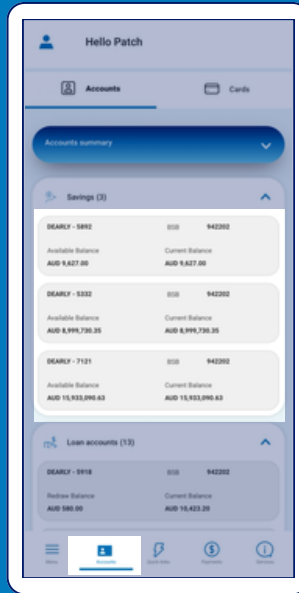 Hello Patch
Accounts Cards
Accounts summary
Savings (3)
DEARLY - 5892 BSB 942202
Available Balance Current Balance
AUD 9,627.00 AUD 9,627.00
DEARLY - 5332 BSB 942202
Available Balance Current Balance
AUD 8,999,730.35 AUD 8,999,730.35
DEARLY - 7121 BSB 942202
Available Balance Current Balance
AUD 15,933,090.63 AUD 15,933,090.63
Loan accounts (13)
DEARLY - 5918 BSB 942202
Redraw Balance Current Balance
AUD 580.00 AUD 10,423.20
Menu Accounts Quick links Payments Services